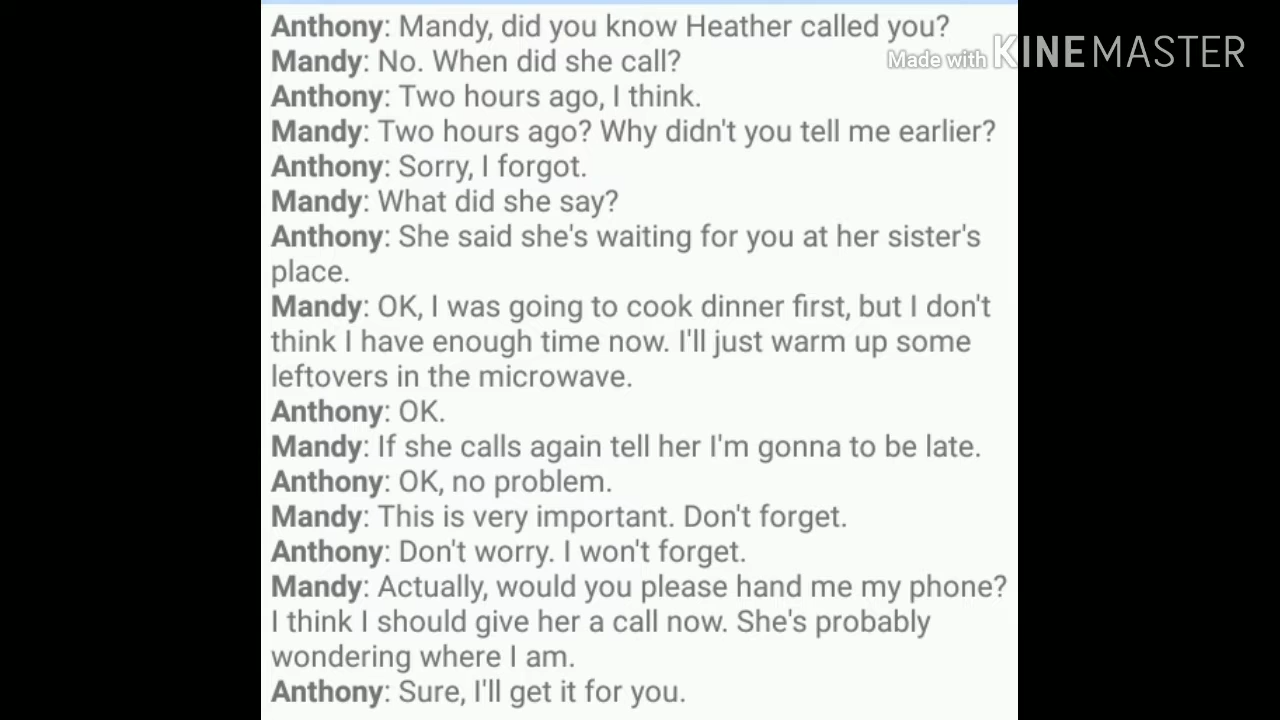 Anthony: Mandy, did you know Heather called you?
Made with KINEMASTER
Mandy: No. When did she call?
Anthony: Two hours ago, I think.
Mandy: Two hours ago? Why didn't you tell me earlier?
Anthony: Sorry, I forgot.
Mandy: What did she say?
Anthony: She said she's waiting for you at her sister's
place.
Mandy: OK, I was going to cook dinner first, but I don't
think I have enough time now. I'll just warm up some
leftovers in the microwave.
Anthony: OK.
Mandy: If she calls again tell her I'm gonna to be late.
Anthony: OK, no problem.
Mandy: This is very important. Don't forget.
Anthony: Don't worry. I won't forget.
Mandy: Actually, would you please hand me my phone?
I think I should give her a call now. She's probably
wondering where I am.
Anthony: Sure, I'll get it for you.